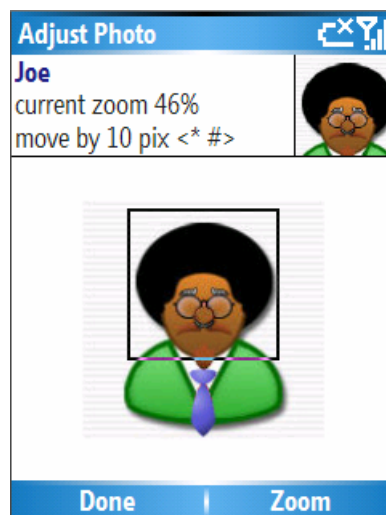 Adjust Photo
Joe
current zoom 46%
move by 10 pix <* #>
Done
Zoom